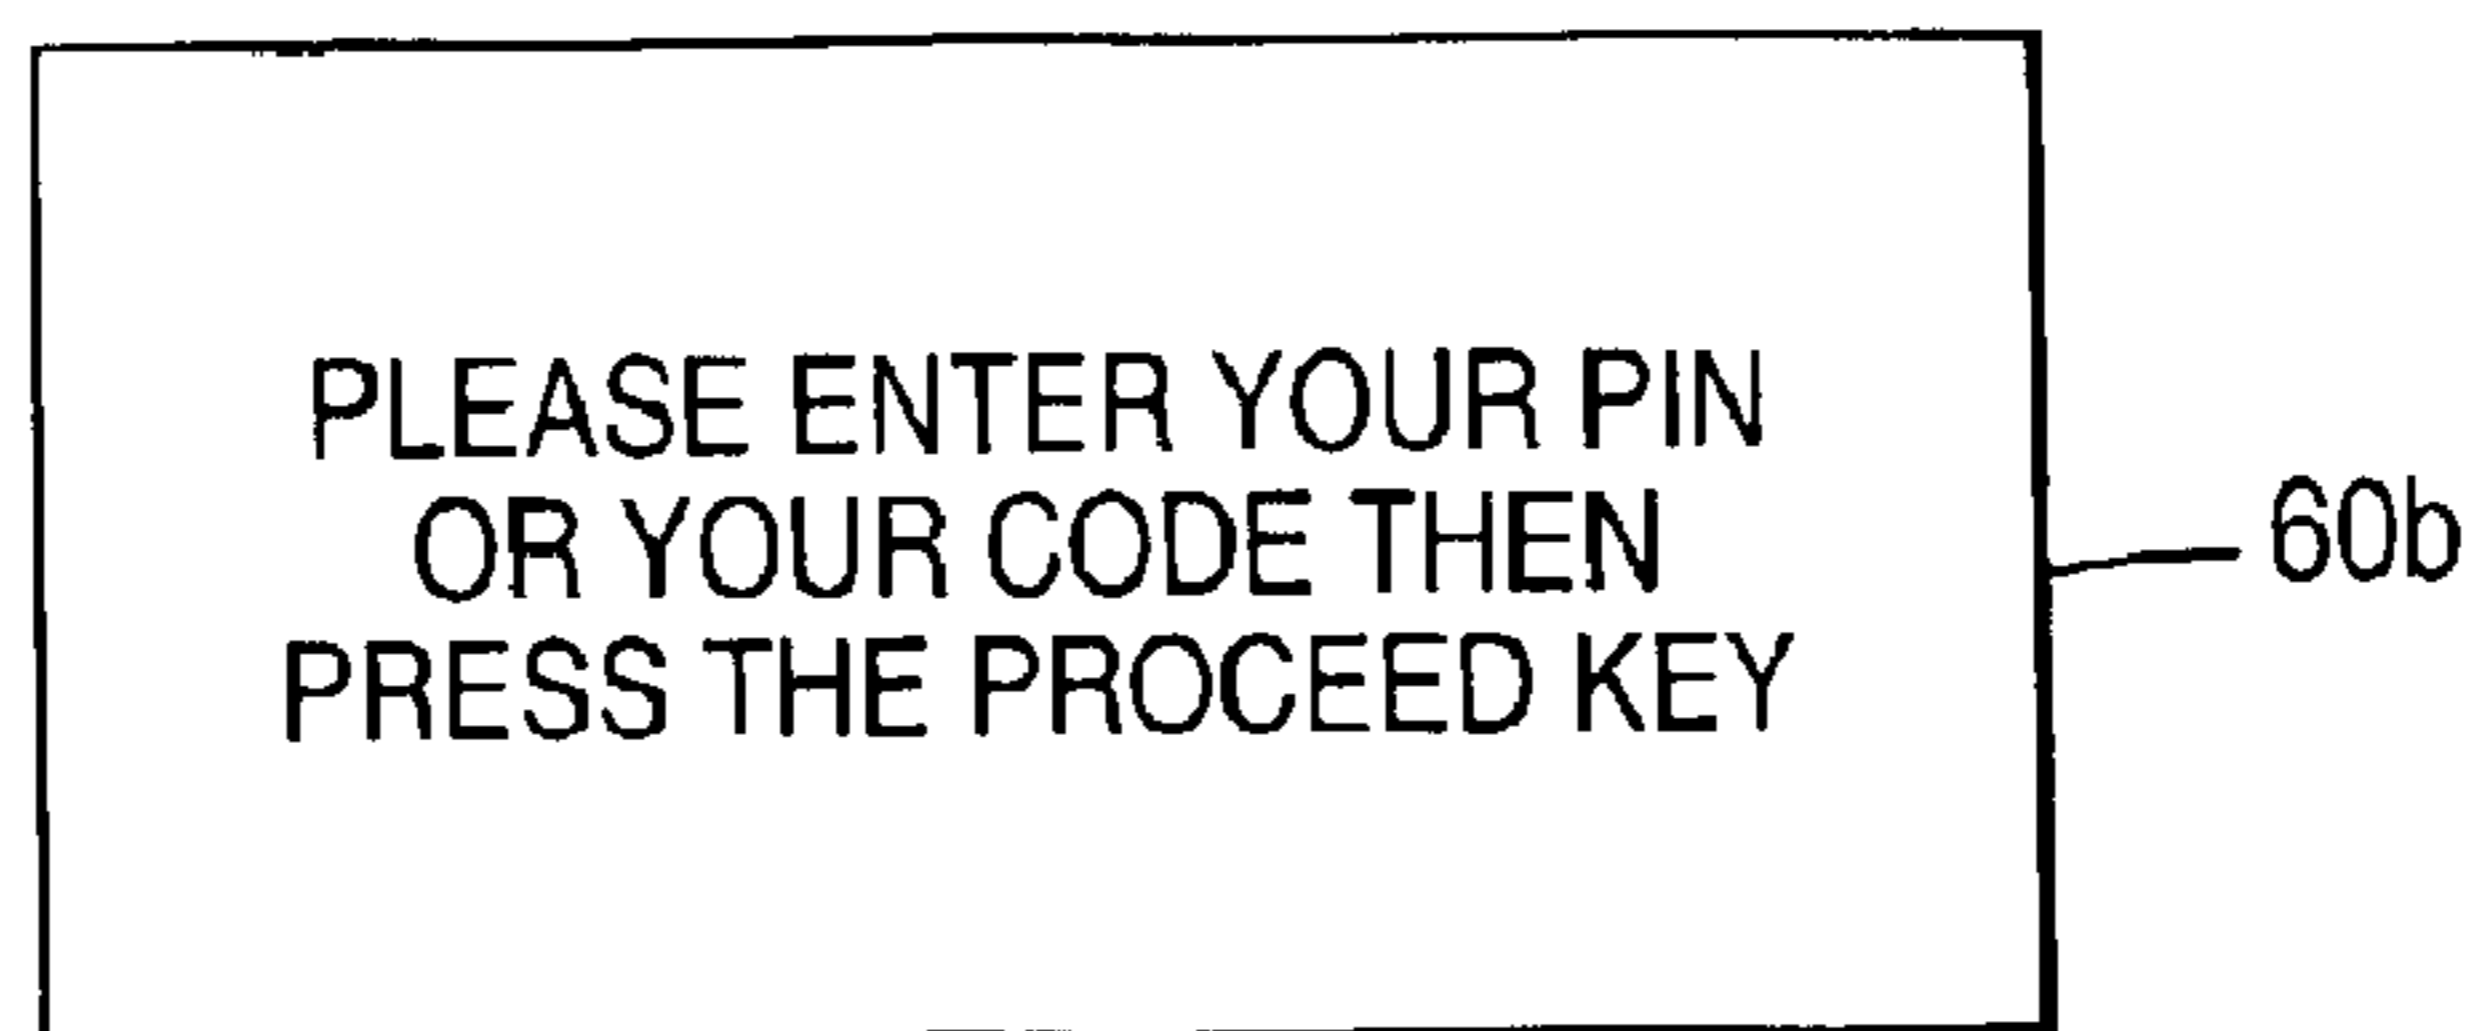 PLEASE ENTER YOUR PIN
OR YOUR CODE THEN
PRESS THE PROCEED KEY
60b